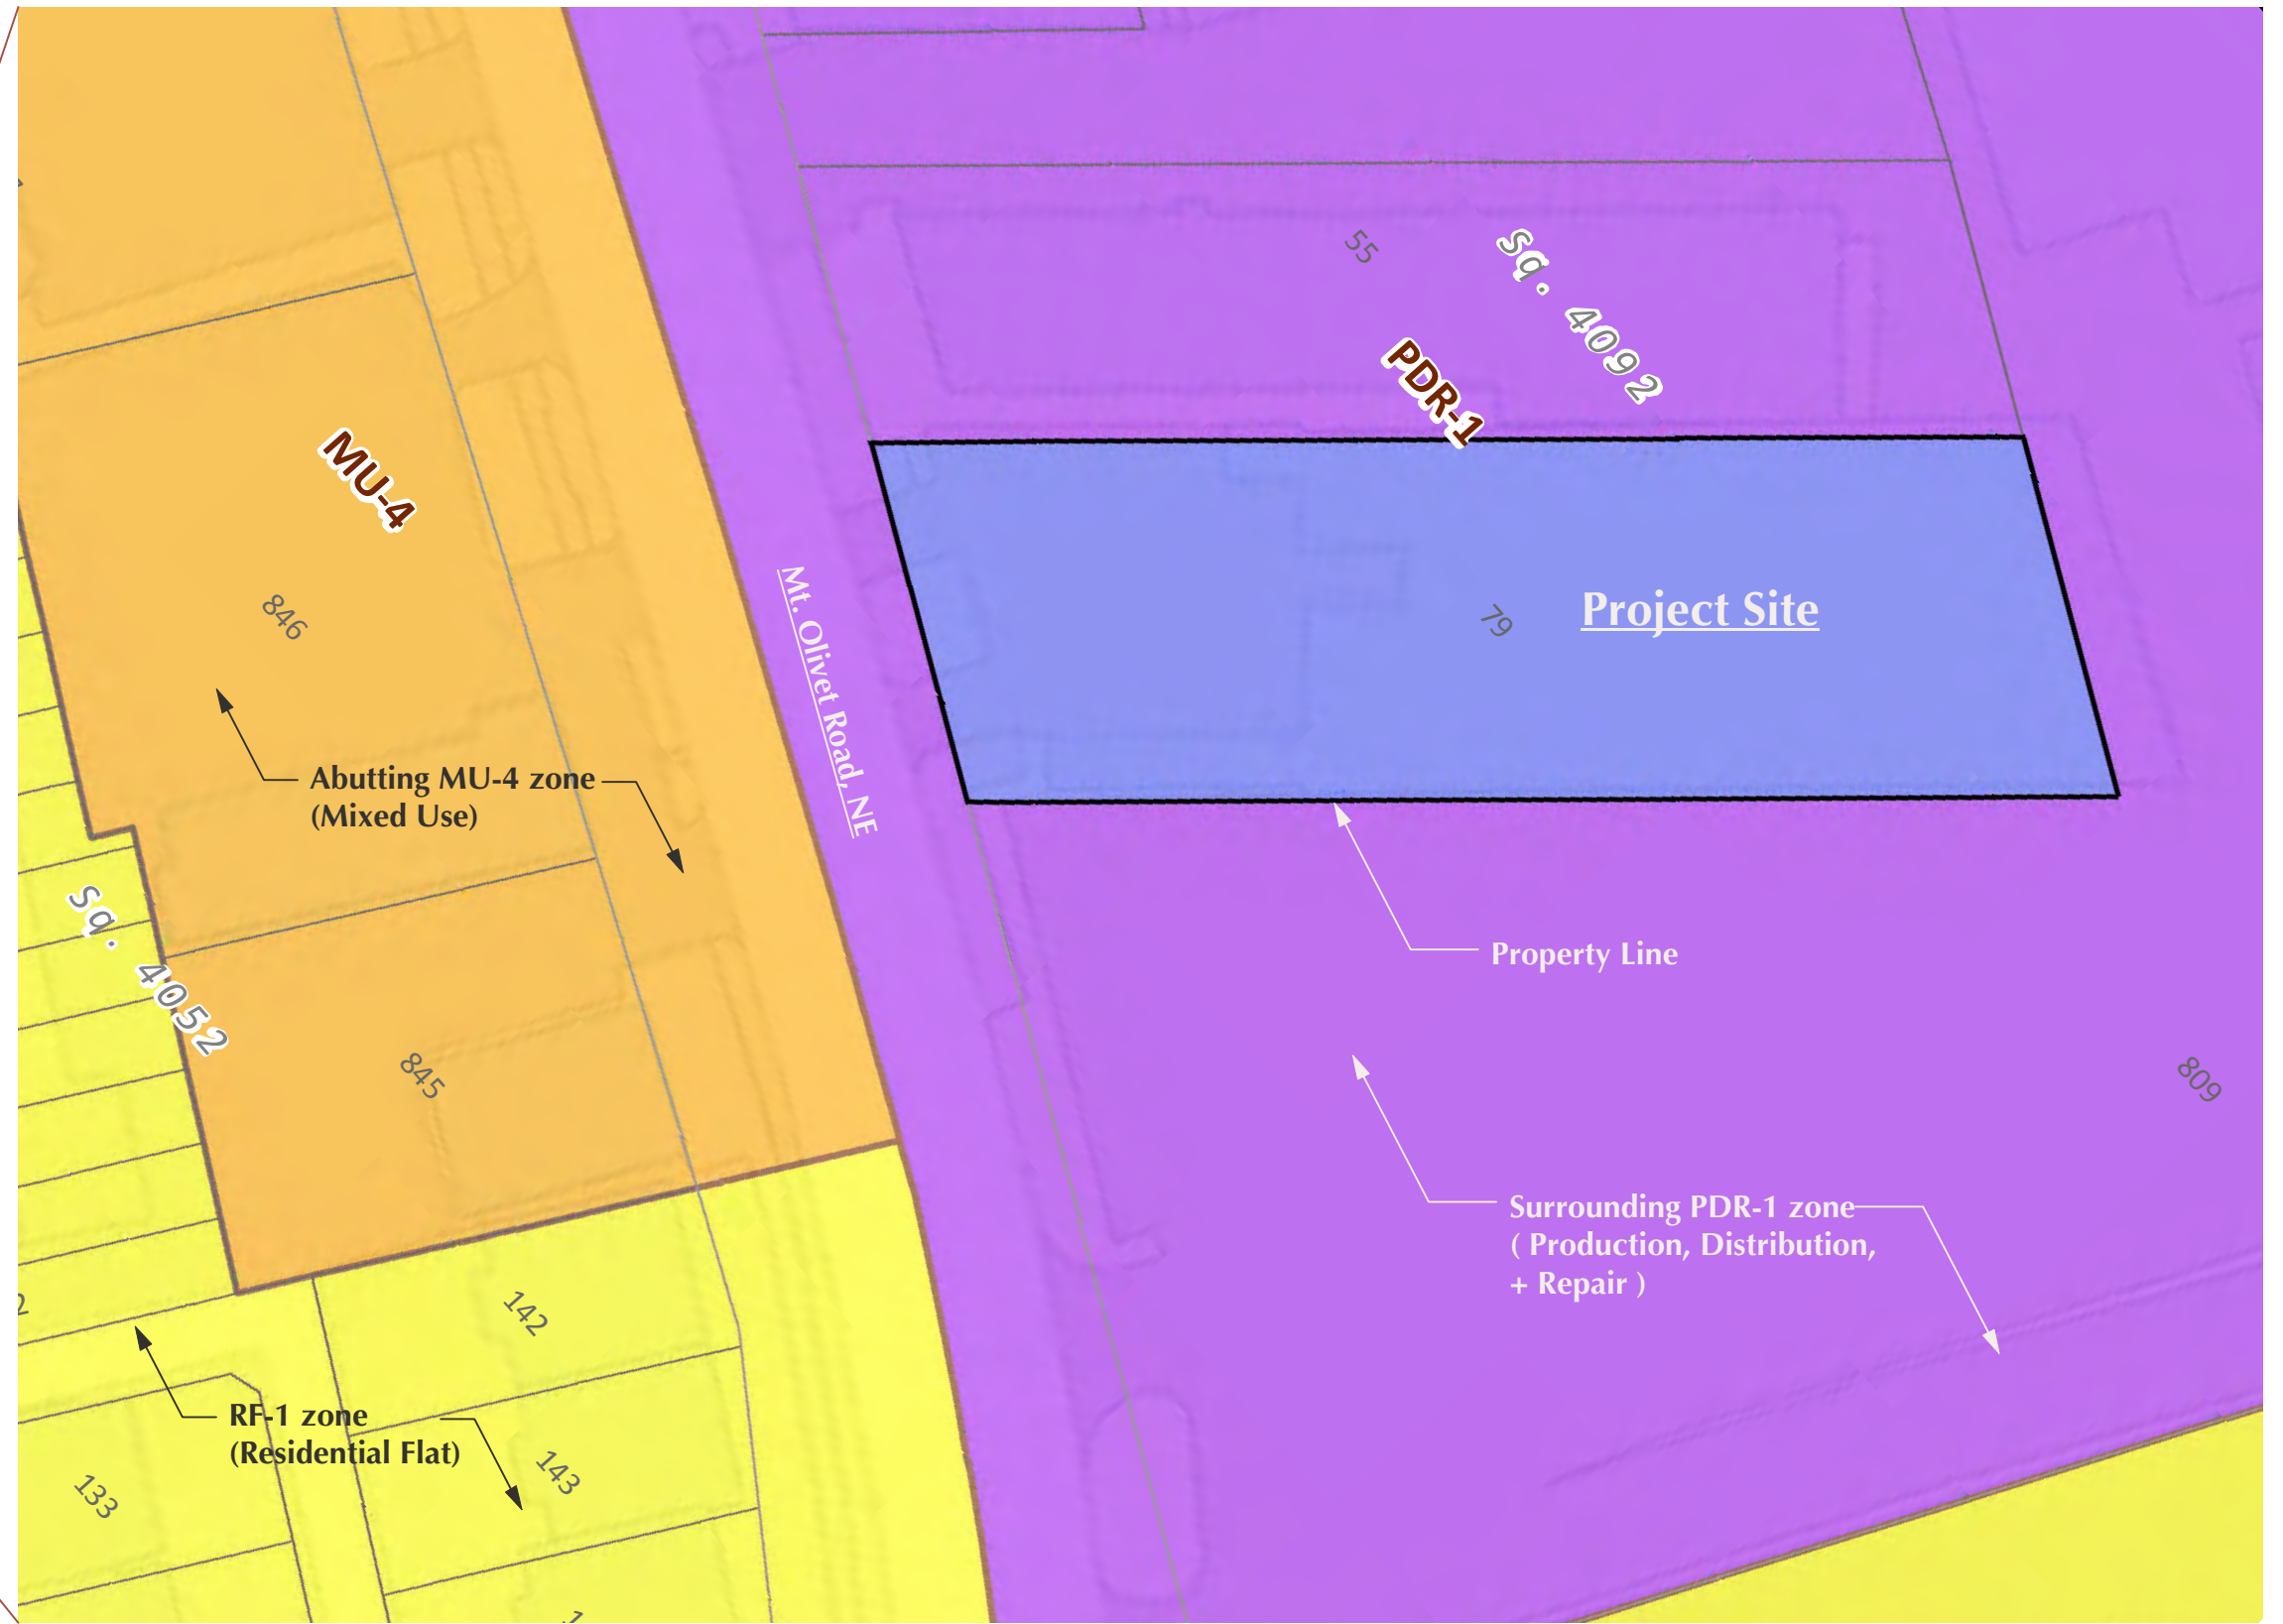 55
Sq. 4092
PDR-1
MU-4
846
Mt. Olivet Road, NE
79
Project Site
Abutting MU-4 zone
(Mixed Use)
Sq. 4052
Property Line
845
809
Surrounding PDR-1 zone
( Production, Distribution,
+ Repair )
142
RF-1 zone
(Residential Flat)
143
133